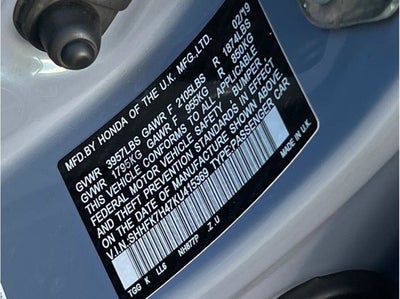 MFD.BY HONDA OF THE U.K. MFG.,LTD. 02/19
GVWR 3957LBS GAWR F 2105LBS R 1874LBS
GVWR 1795KG GAWR F 955KG R 850KG
THIS VEHICLE CONFORMS TO ALL APPLICABLE
FEDERAL MOTOR VEHICLE SAFETY, BUMPER
AND THEFT PREVENTION STANDARDS IN EFFECT
ON THE DATE OF MANUFACTURE SHOWN ABOVE.
V.I.N.:SHHFK7H47KU415369 TYPE:PASSENGER CAR
TGG K LL6 NH877P Z U
MADE IN U.K.